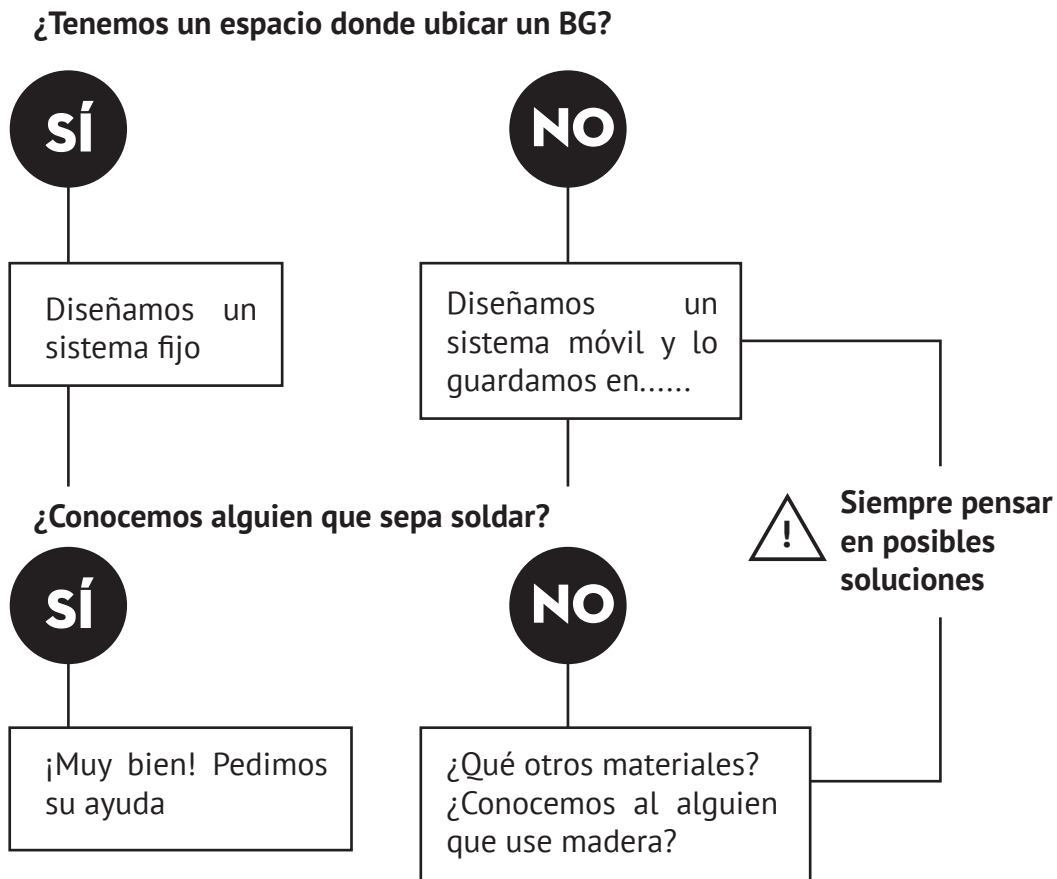 ¿Tenemos un espacio donde ubicar un BG?
SÍ
NO
Diseñamos un
sistema fijo
Diseñamos un
sistema móvil y lo
guardamos en......
¿Conocemos alguien que sepa soldar?
!
Siempre pensar
en posibles
soluciones
SÍ
NO
¡Muy bien! Pedimos
su ayuda
¿Qué otros materiales?
¿Conocemos al alguien
que use madera?